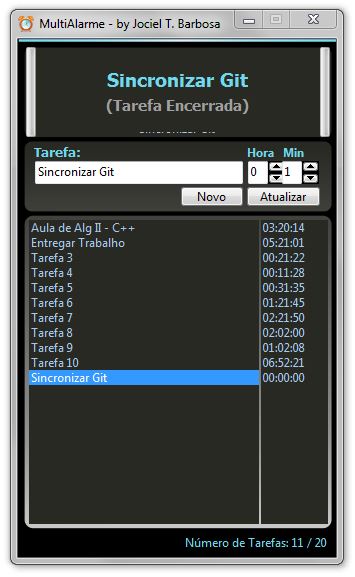 MultiAlarme - by Jociel T. Barbosa
Sincronizar Git
(Tarefa Encerrada)
Tarefa: Hora Min
Sincronizar Git 0 1
Novo Atualizar
Aula de Alg II - C++ 03:20:14
Entregar Trabalho 05:21:01
Tarefa 3 00:21:22
Tarefa 4 00:11:28
Tarefa 5 00:31:35
Tarefa 6 01:21:45
Tarefa 7 02:21:50
Tarefa 8 02:02:00
Tarefa 9 01:02:08
Tarefa 10 06:52:21
Sincronizar Git 00:00:00
Número de Tarefas: 11 / 20